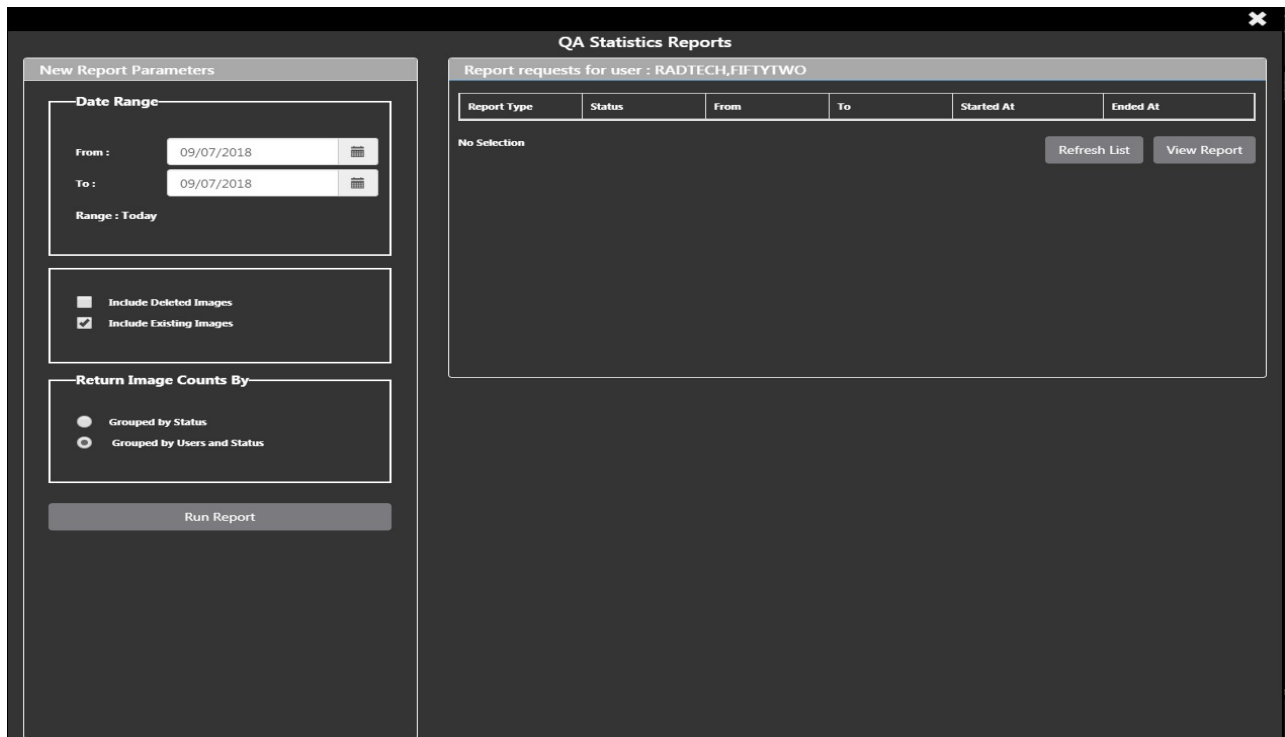 QA Statistics Reports
New Report Parameters
Date Range
From :
09/07/2018
To :
09/07/2018
Range : Today
Include Deleted Images
Include Existing Images
Return Image Counts By
Grouped by Status
Grouped by Users and Status
Run Report
Report requests for user : RADTECH,FIFTYTWO
Report Type Status From To Started At Ended At
No Selection
Refresh List View Report